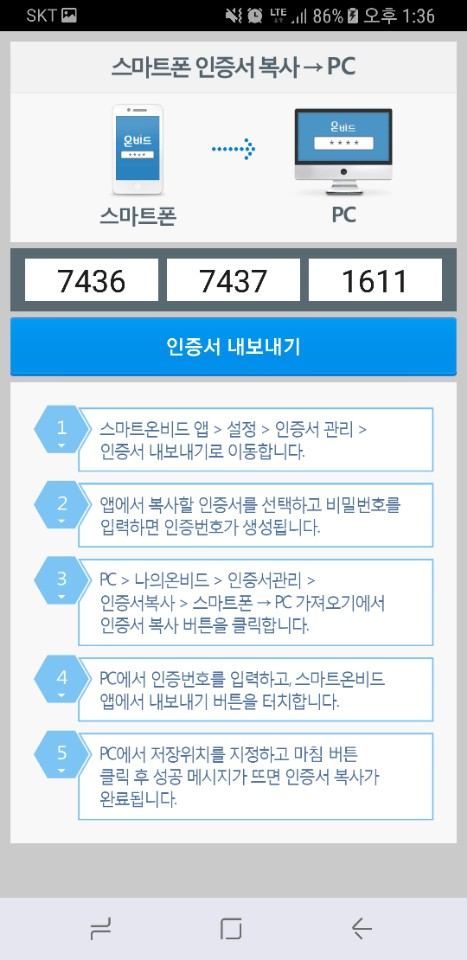 SKT LTE 86% 오후 1:36
스마트폰 인증서 복사 → PC
온비드
****
온비드
****
스마트폰
PC
7436 7437 1611
인증서 내보내기
1
스마트온비드 앱 > 설정 > 인증서 관리 >
인증서 내보내기로 이동합니다.
2
앱에서 복사할 인증서를 선택하고 비밀번호를
입력하면 인증번호가 생성됩니다.
3
PC > 나의온비드 > 인증서관리 >
인증서복사 > 스마트폰 → PC 가져오기에서
인증서 복사 버튼을 클릭합니다.
4
PC에서 인증번호를 입력하고, 스마트온비드
앱에서 내보내기 버튼을 터치합니다.
5
PC에서 저장위치를 지정하고 마침 버튼
클릭 후 성공 메시지가 뜨면 인증서 복사가
완료됩니다.